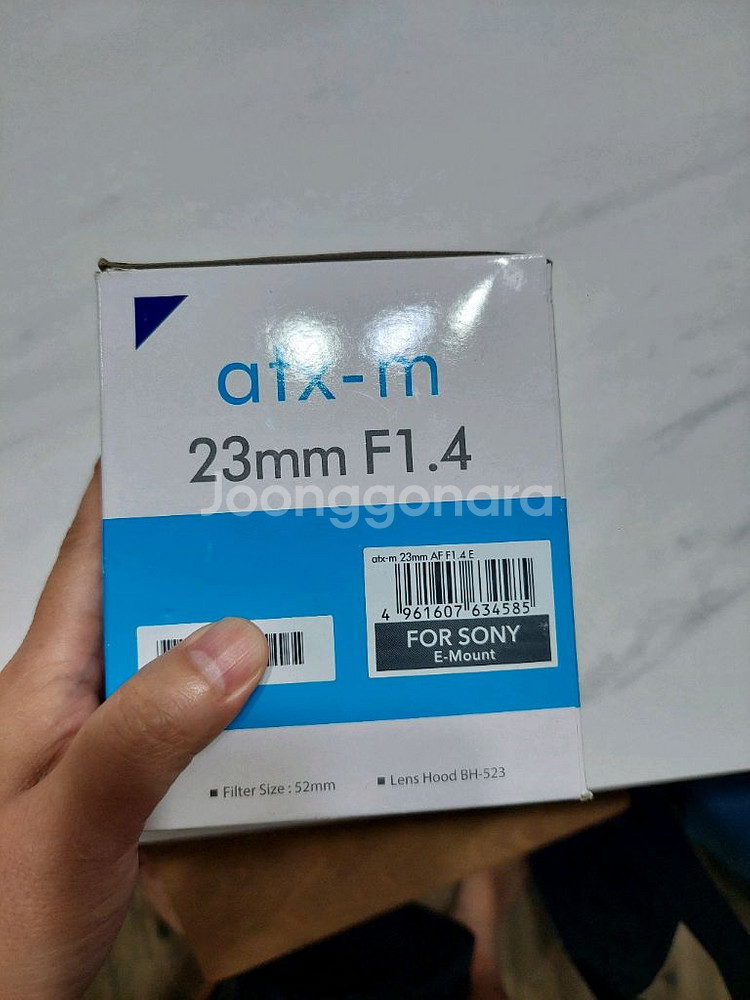 atx-m
23mm F1.4
Joonggonara
atx-m 23mm AF F1.4 E
4 961607 634585
FOR SONY
E-Mount
Filter Size : 52mm
Lens Hood BH-523